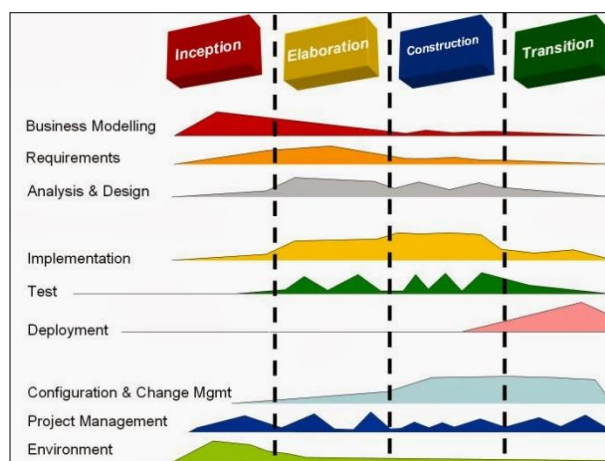 Inception
Elaboration
Construction
Transition
Business Modelling
Requirements
Analysis & Design
Implementation
Test
Deployment
Configuration & Change Mgmt
Project Management
Environment